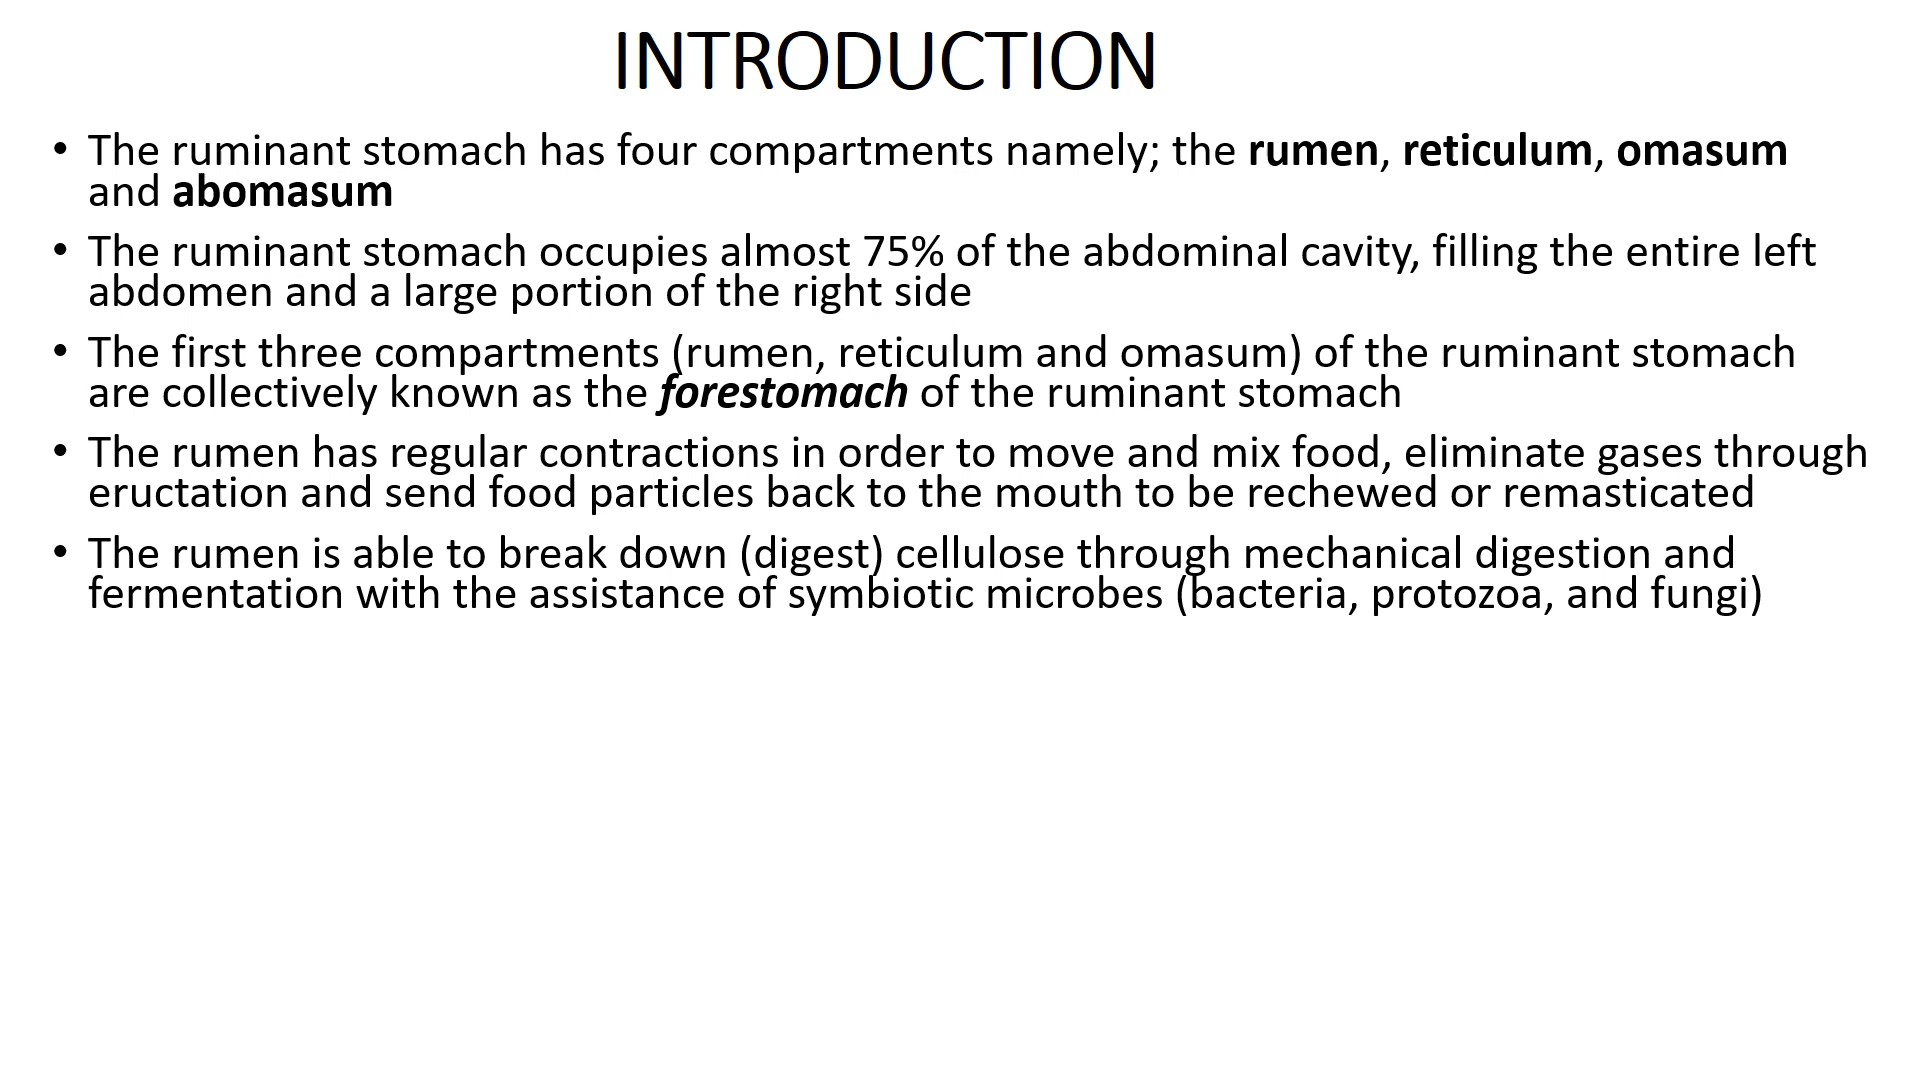 INTRODUCTION
• The ruminant stomach has four compartments namely; the rumen, reticulum, omasum
and abomasum
• The ruminant stomach occupies almost 75% of the abdominal cavity, filling the entire left
abdomen and a large portion of the right side
• The first three compartments (rumen, reticulum and omasum) of the ruminant stomach
are collectively known as the forestomach of the ruminant stomach
• The rumen has regular contractions in order to move and mix food, eliminate gases through
eructation and send food particles back to the mouth to be rechewed or remasticated
• The rumen is able to break down (digest) cellulose through mechanical digestion and
fermentation with the assistance of symbiotic microbes (bacteria, protozoa, and fungi)